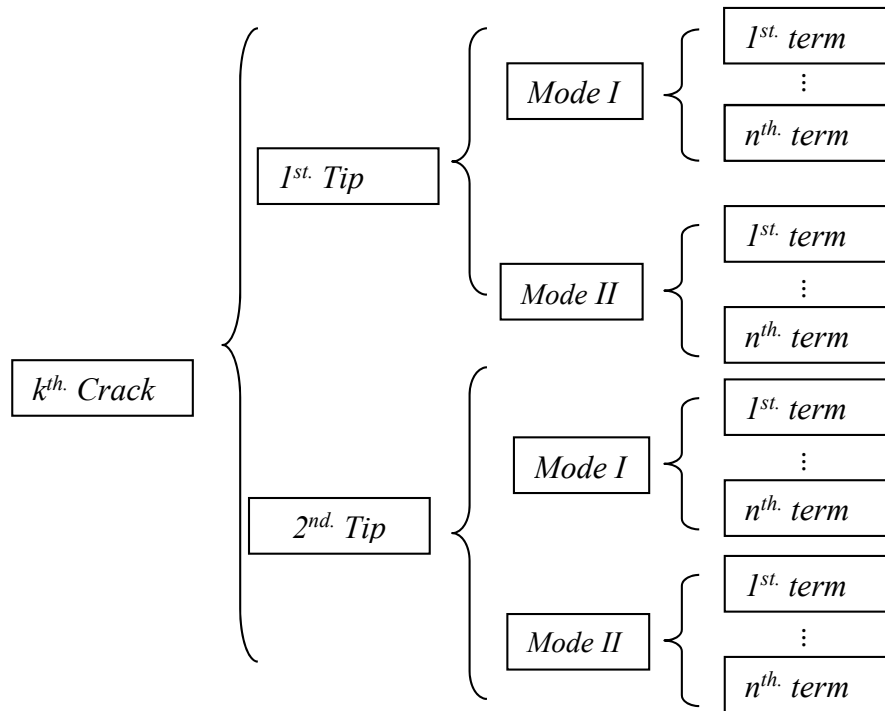 1st. term
⋮
Mode I
nth. term
1st. Tip
1st. term
⋮
Mode II
nth. term
kth. Crack
1st. term
⋮
Mode I
nth. term
2nd. Tip
1st. term
⋮
Mode II
nth. term